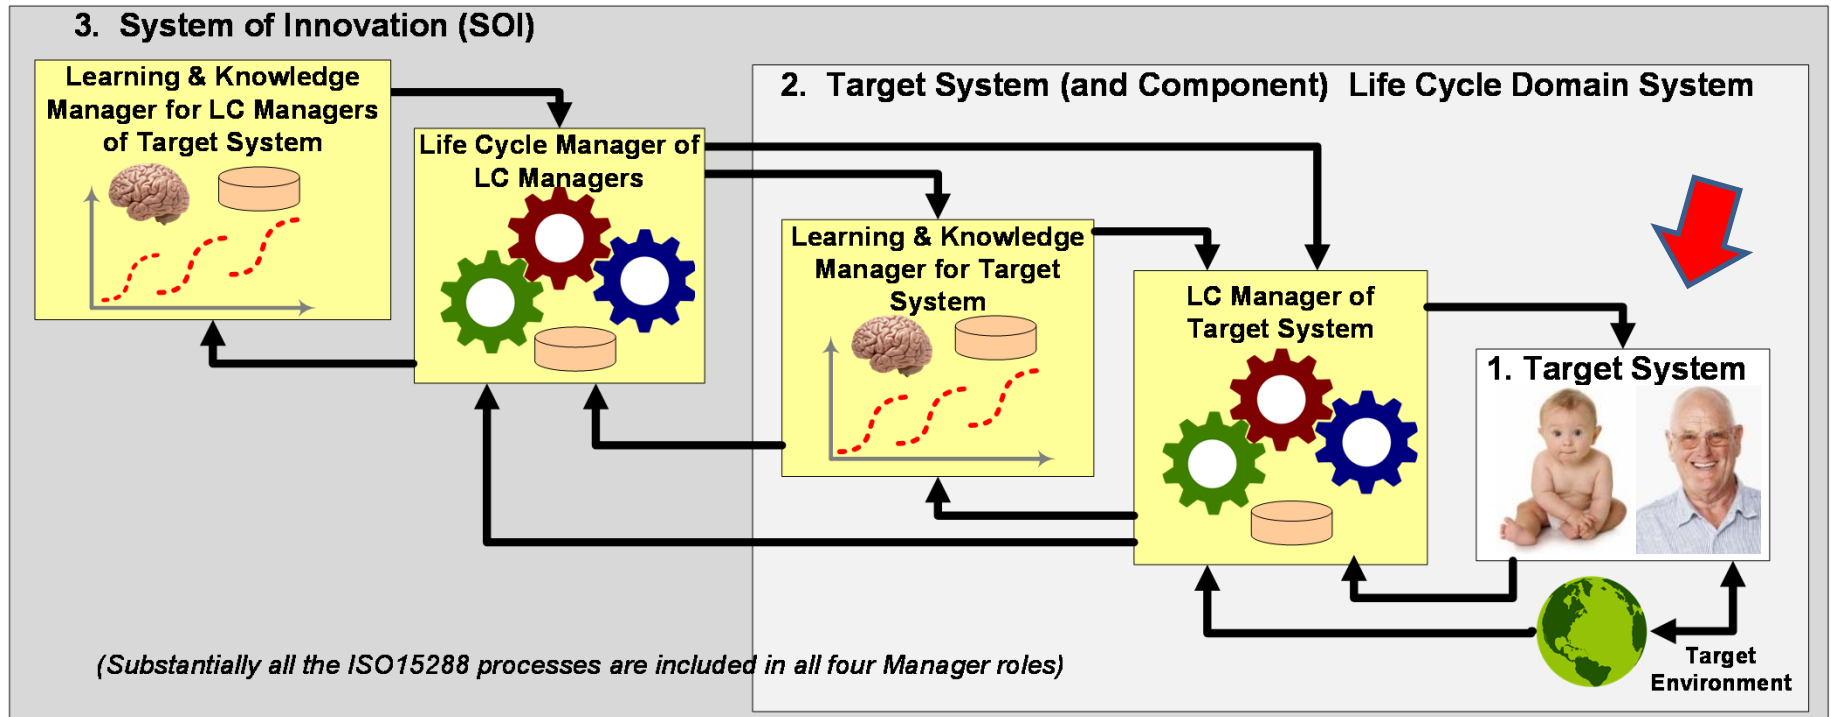 3. System of Innovation (SOI)
Learning & Knowledge
Manager for LC Managers
of Target System
2. Target System (and Component) Life Cycle Domain System
Life Cycle Manager of
LC Managers
Learning & Knowledge
Manager for Target
System
LC Manager of
Target System
1. Target System
Target
Environment
(Substantially all the ISO15288 processes are included in all four Manager roles)